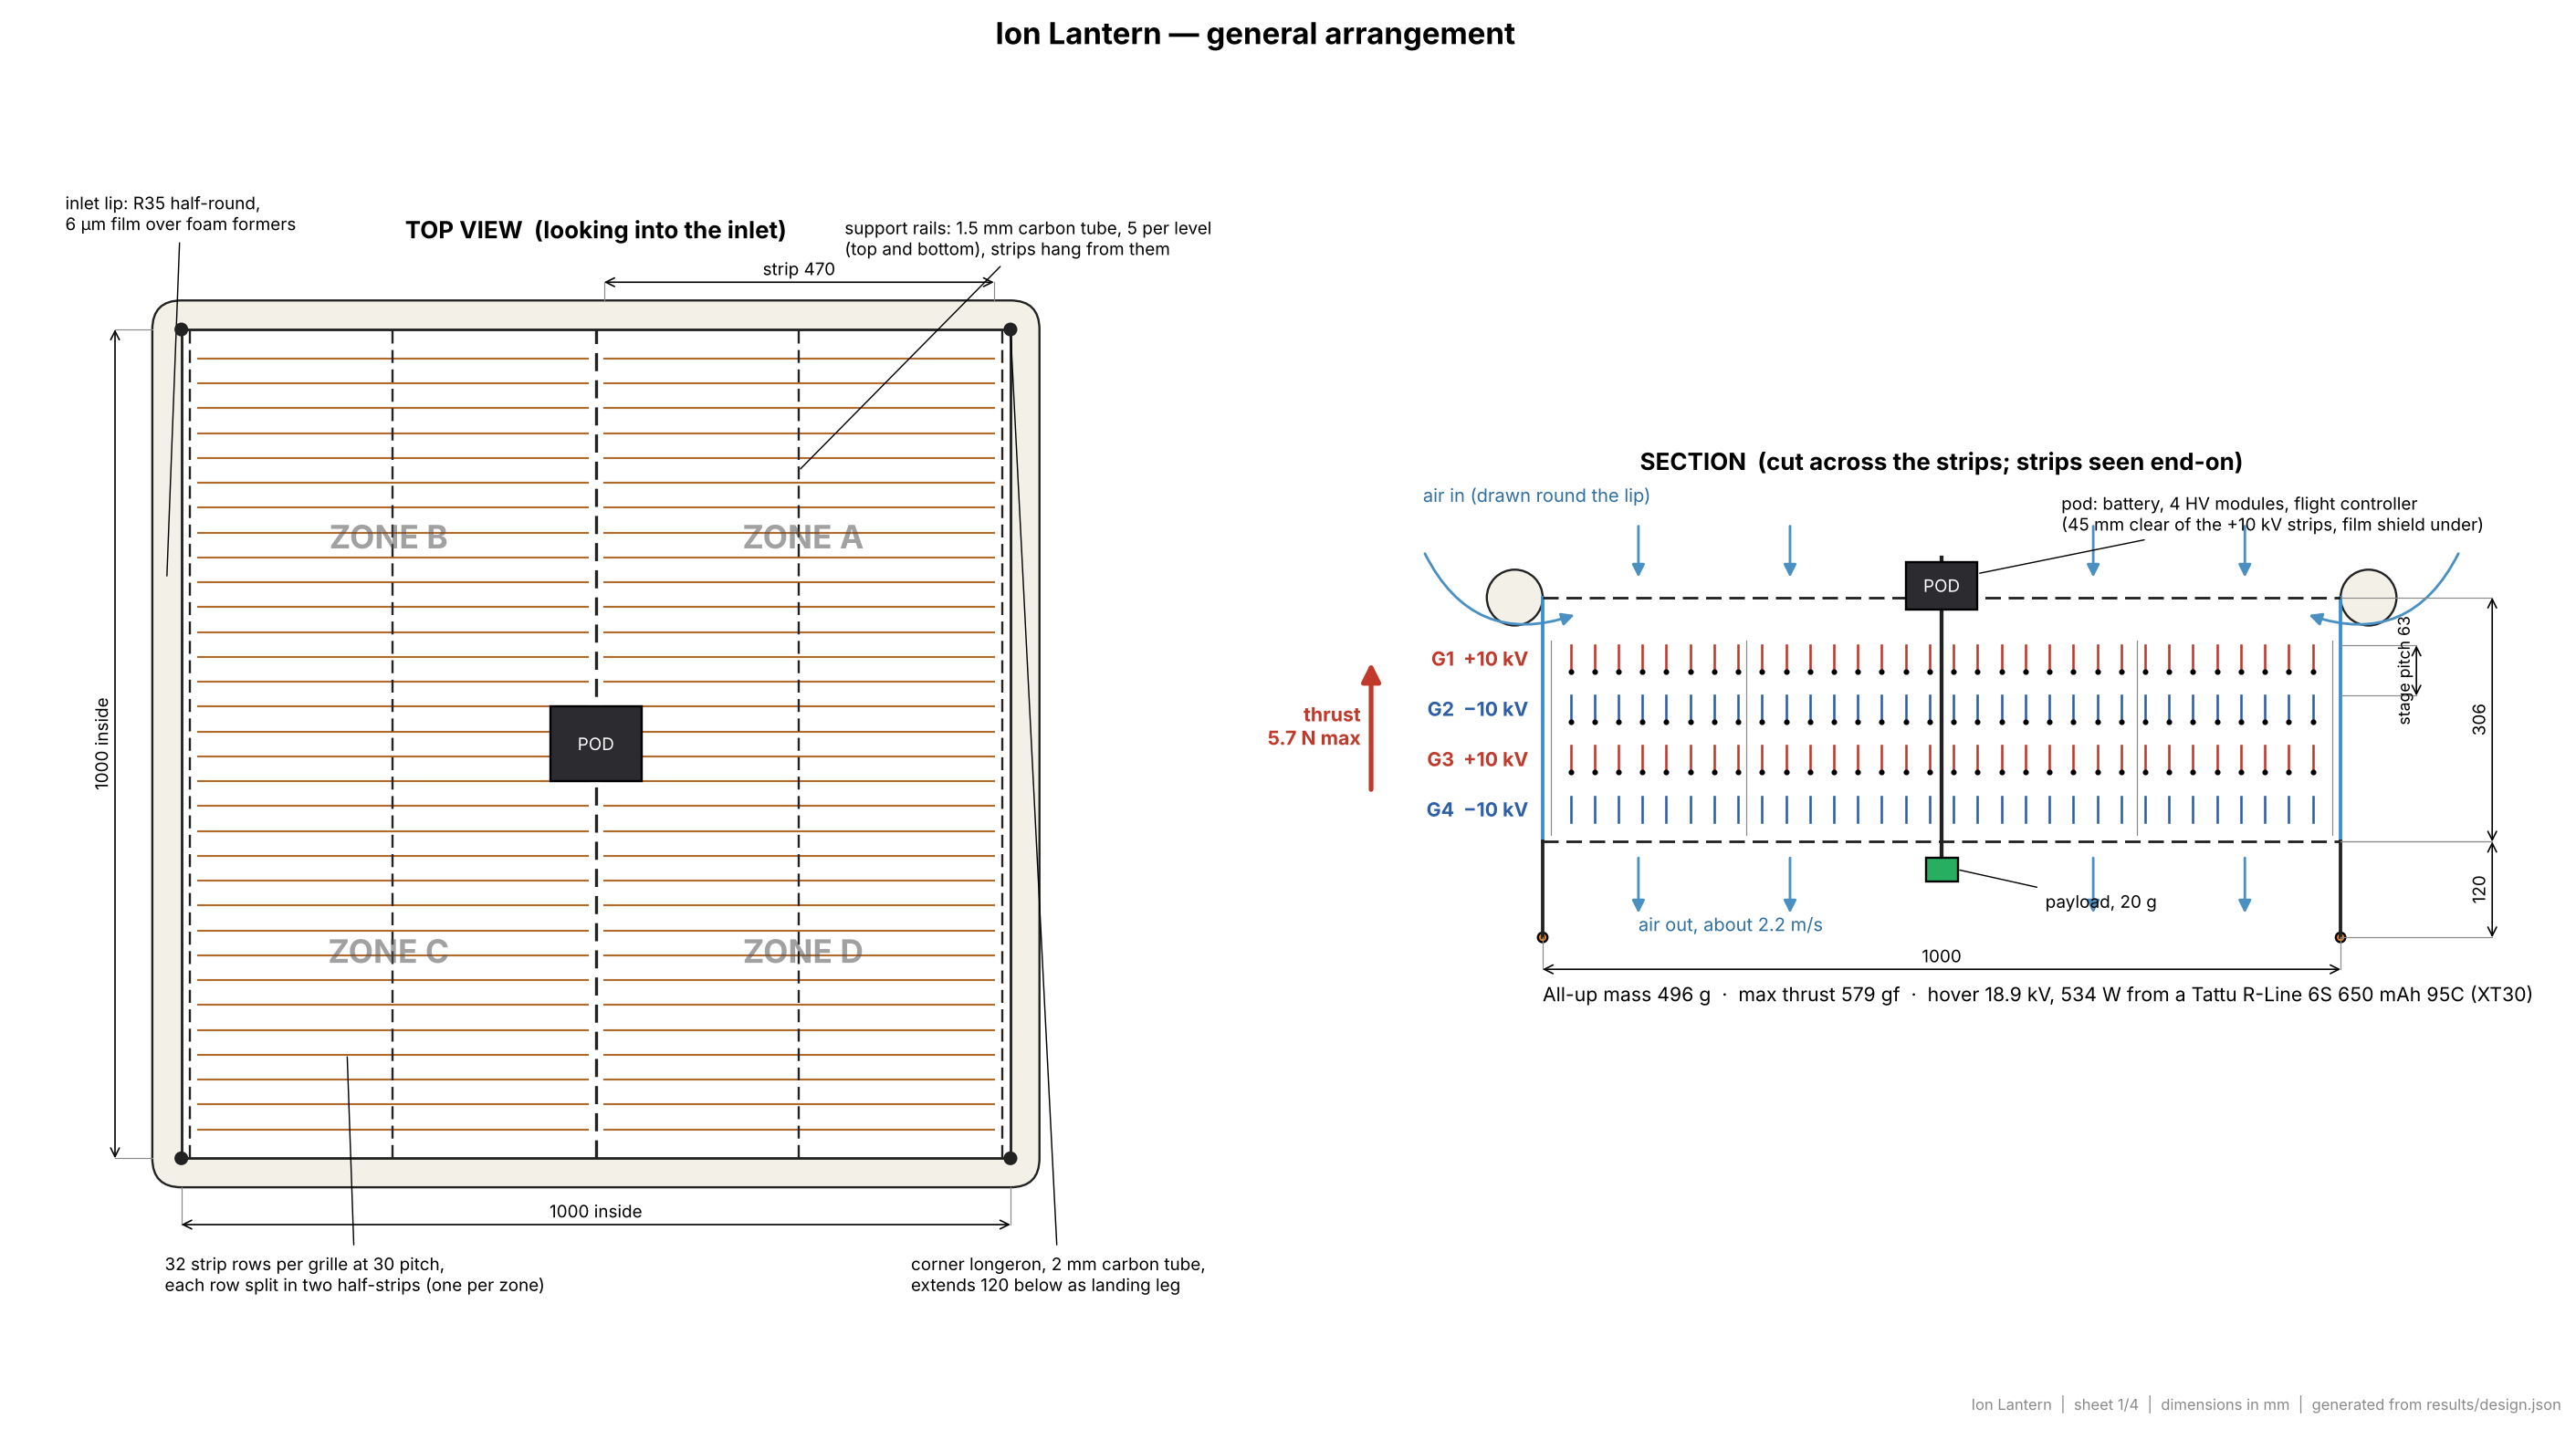 Ion Lantern — general arrangement
inlet lip: R35 half-round,
6 µm film over foam formers
TOP VIEW  (looking into the inlet)
support rails: 1.5 mm carbon tube, 5 per level
(top and bottom), strips hang from them
strip 470
ZONE B
ZONE A
1000 inside
POD
ZONE C
ZONE D
1000 inside
32 strip rows per grille at 30 pitch,
each row split in two half-strips (one per zone)
corner longeron, 2 mm carbon tube,
extends 120 below as landing leg
SECTION  (cut across the strips; strips seen end-on)
air in (drawn round the lip)
pod: battery, 4 HV modules, flight controller
(45 mm clear of the +10 kV strips, film shield under)
POD
G1  +10 kV
G2  −10 kV
G3  +10 kV
G4  −10 kV
thrust
5.7 N max
stage pitch 63
306
120
payload, 20 g
air out, about 2.2 m/s
1000
All-up mass 496 g  ·  max thrust 579 gf  ·  hover 18.9 kV, 534 W from a Tattu R-Line 6S 650 mAh 95C (XT30)
Ion Lantern | sheet 1/4 | dimensions in mm | generated from results/design.json